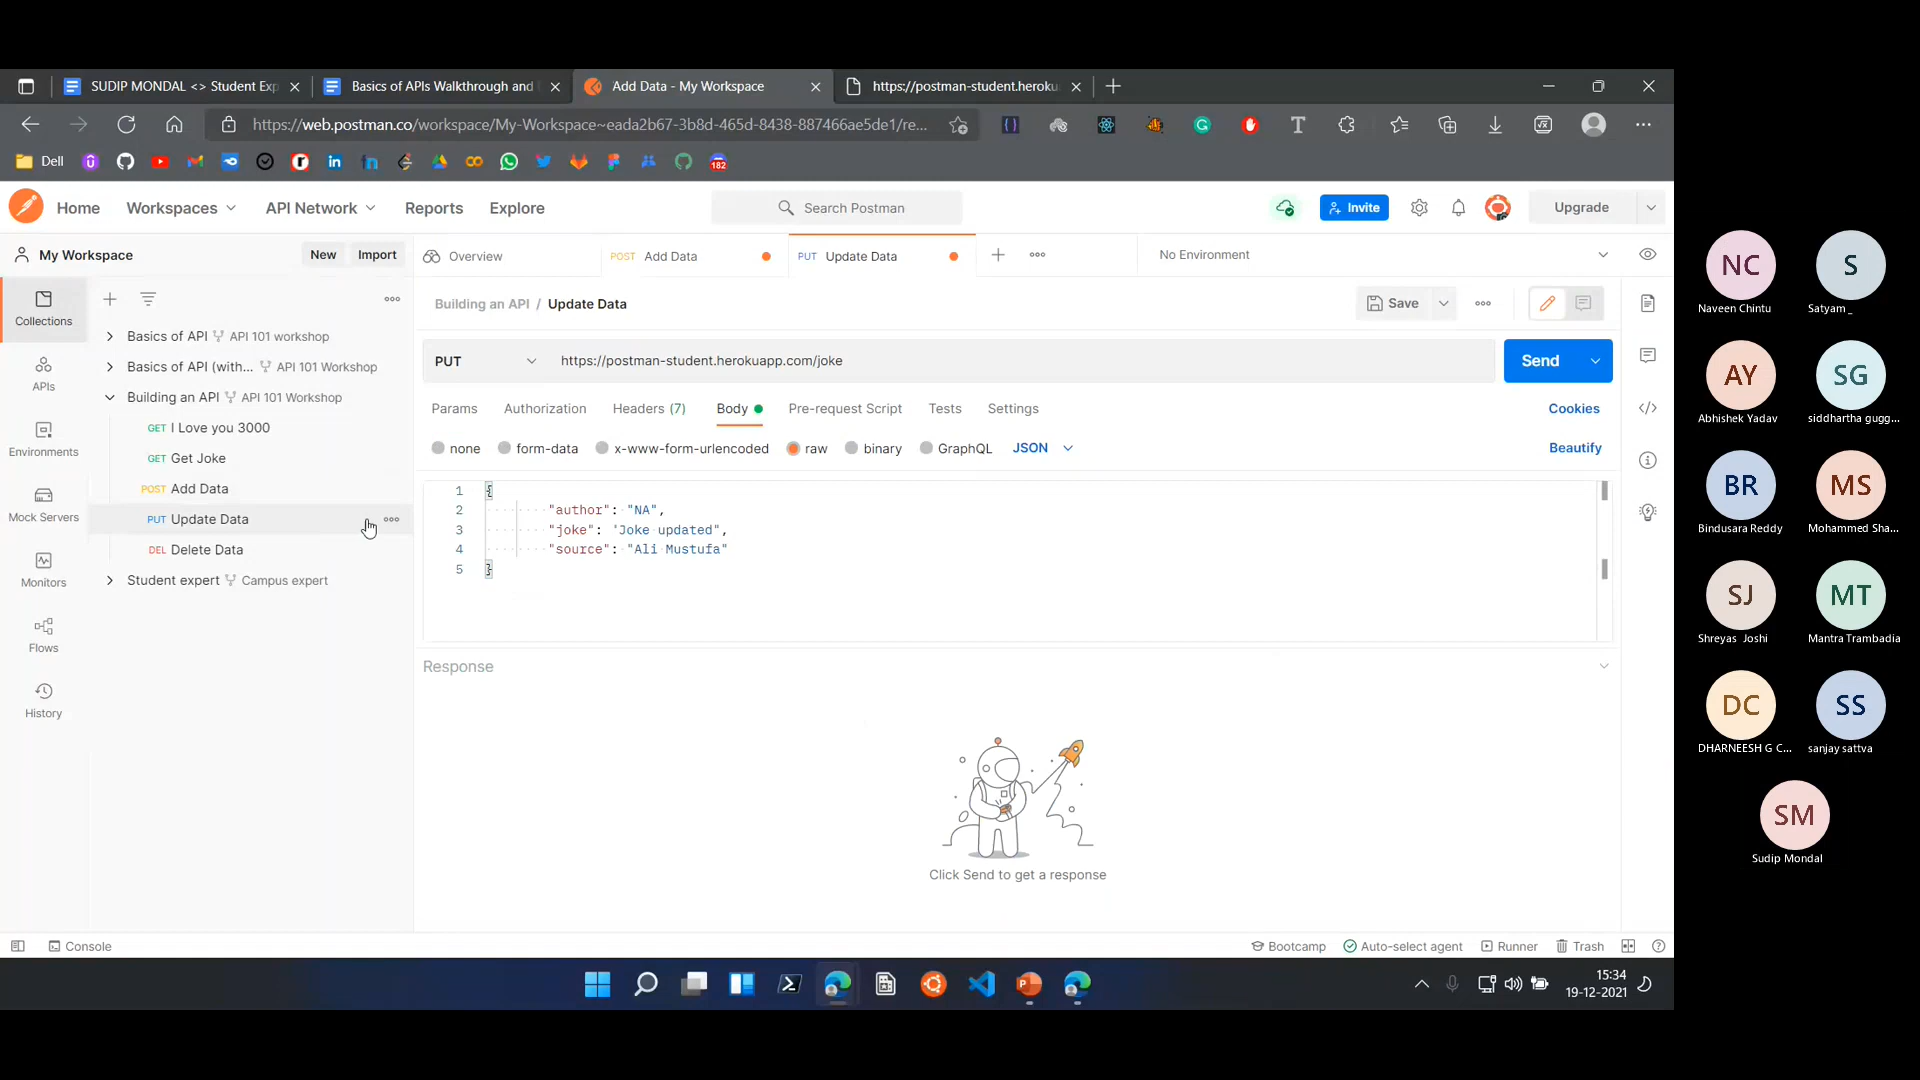 SUDIP MONDAL <> Student Exp
Basics of APIs Walkthrough and
Add Data - My Workspace
https://postman-student.heroku
https://web.postman.co/workspace/My-Workspace~eada2b67-3b8d-465d-8438-887466ae5de1/re...
Dell
182
Home
Workspaces
API Network
Reports
Explore
Search Postman
Invite
Upgrade
My Workspace
New
Import
Overview
POST Add Data
PUT Update Data
No Environment
Collections
APIs
Environments
Mock Servers
Monitors
Flows
History
Basics of API API 101 workshop
Basics of API (with... API 101 Workshop
Building an API API 101 Workshop
GET I Love you 3000
GET Get Joke
POST Add Data
PUT Update Data
DEL Delete Data
Student expert Campus expert
Building an API / Update Data
Save
PUT
https://postman-student.herokuapp.com/joke
Send
Params
Authorization
Headers (7)
Body
Pre-request Script
Tests
Settings
Cookies
none
form-data
x-www-form-urlencoded
raw
binary
GraphQL
JSON
Beautify
1 {
2 "author": "NA",
3 "joke": 'Joke updated",
4 "source": "Ali Mustufa"
5 }
Response
Click Send to get a response
Console
Bootcamp
Auto-select agent
Runner
Trash
15:34
19-12-2021
NC
Naveen Chintu
S
Satyam _
AY
Abhishek Yadav
SG
siddhartha gugg...
BR
Bindusara Reddy
MS
Mohammed Sha...
SJ
Shreyas Joshi
MT
Mantra Trambadia
DC
DHARNEESH G C...
SS
sanjay sattva
SM
Sudip Mondal